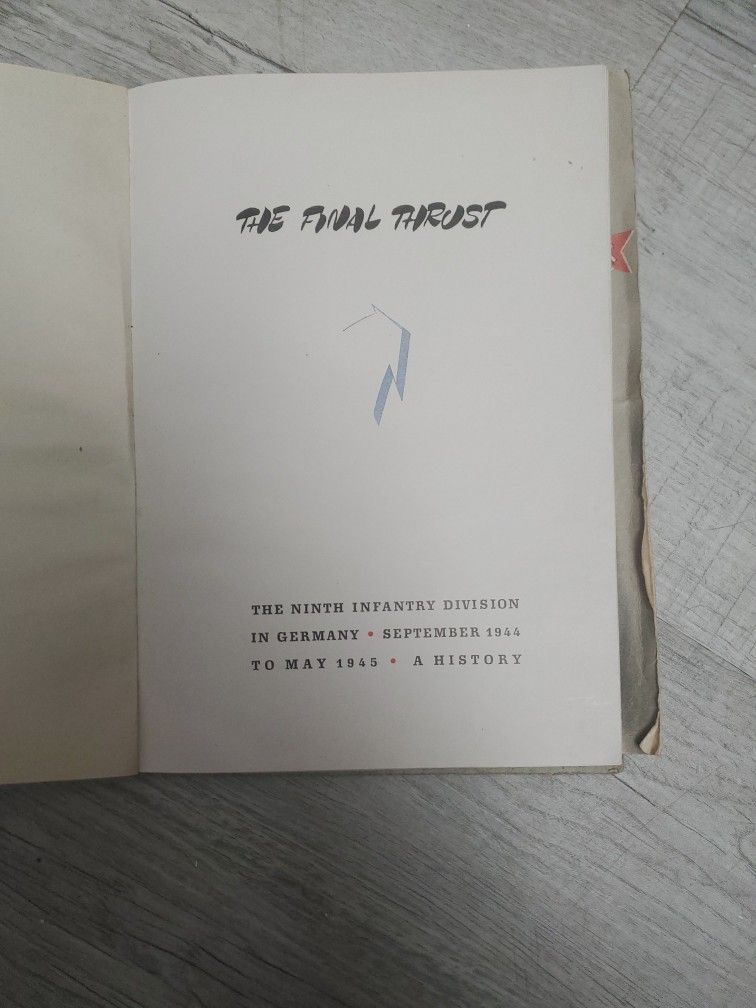 THE FINAL THRUST
THE NINTH INFANTRY DIVISION
IN GERMANY • SEPTEMBER 1944
TO MAY 1945 • A HISTORY